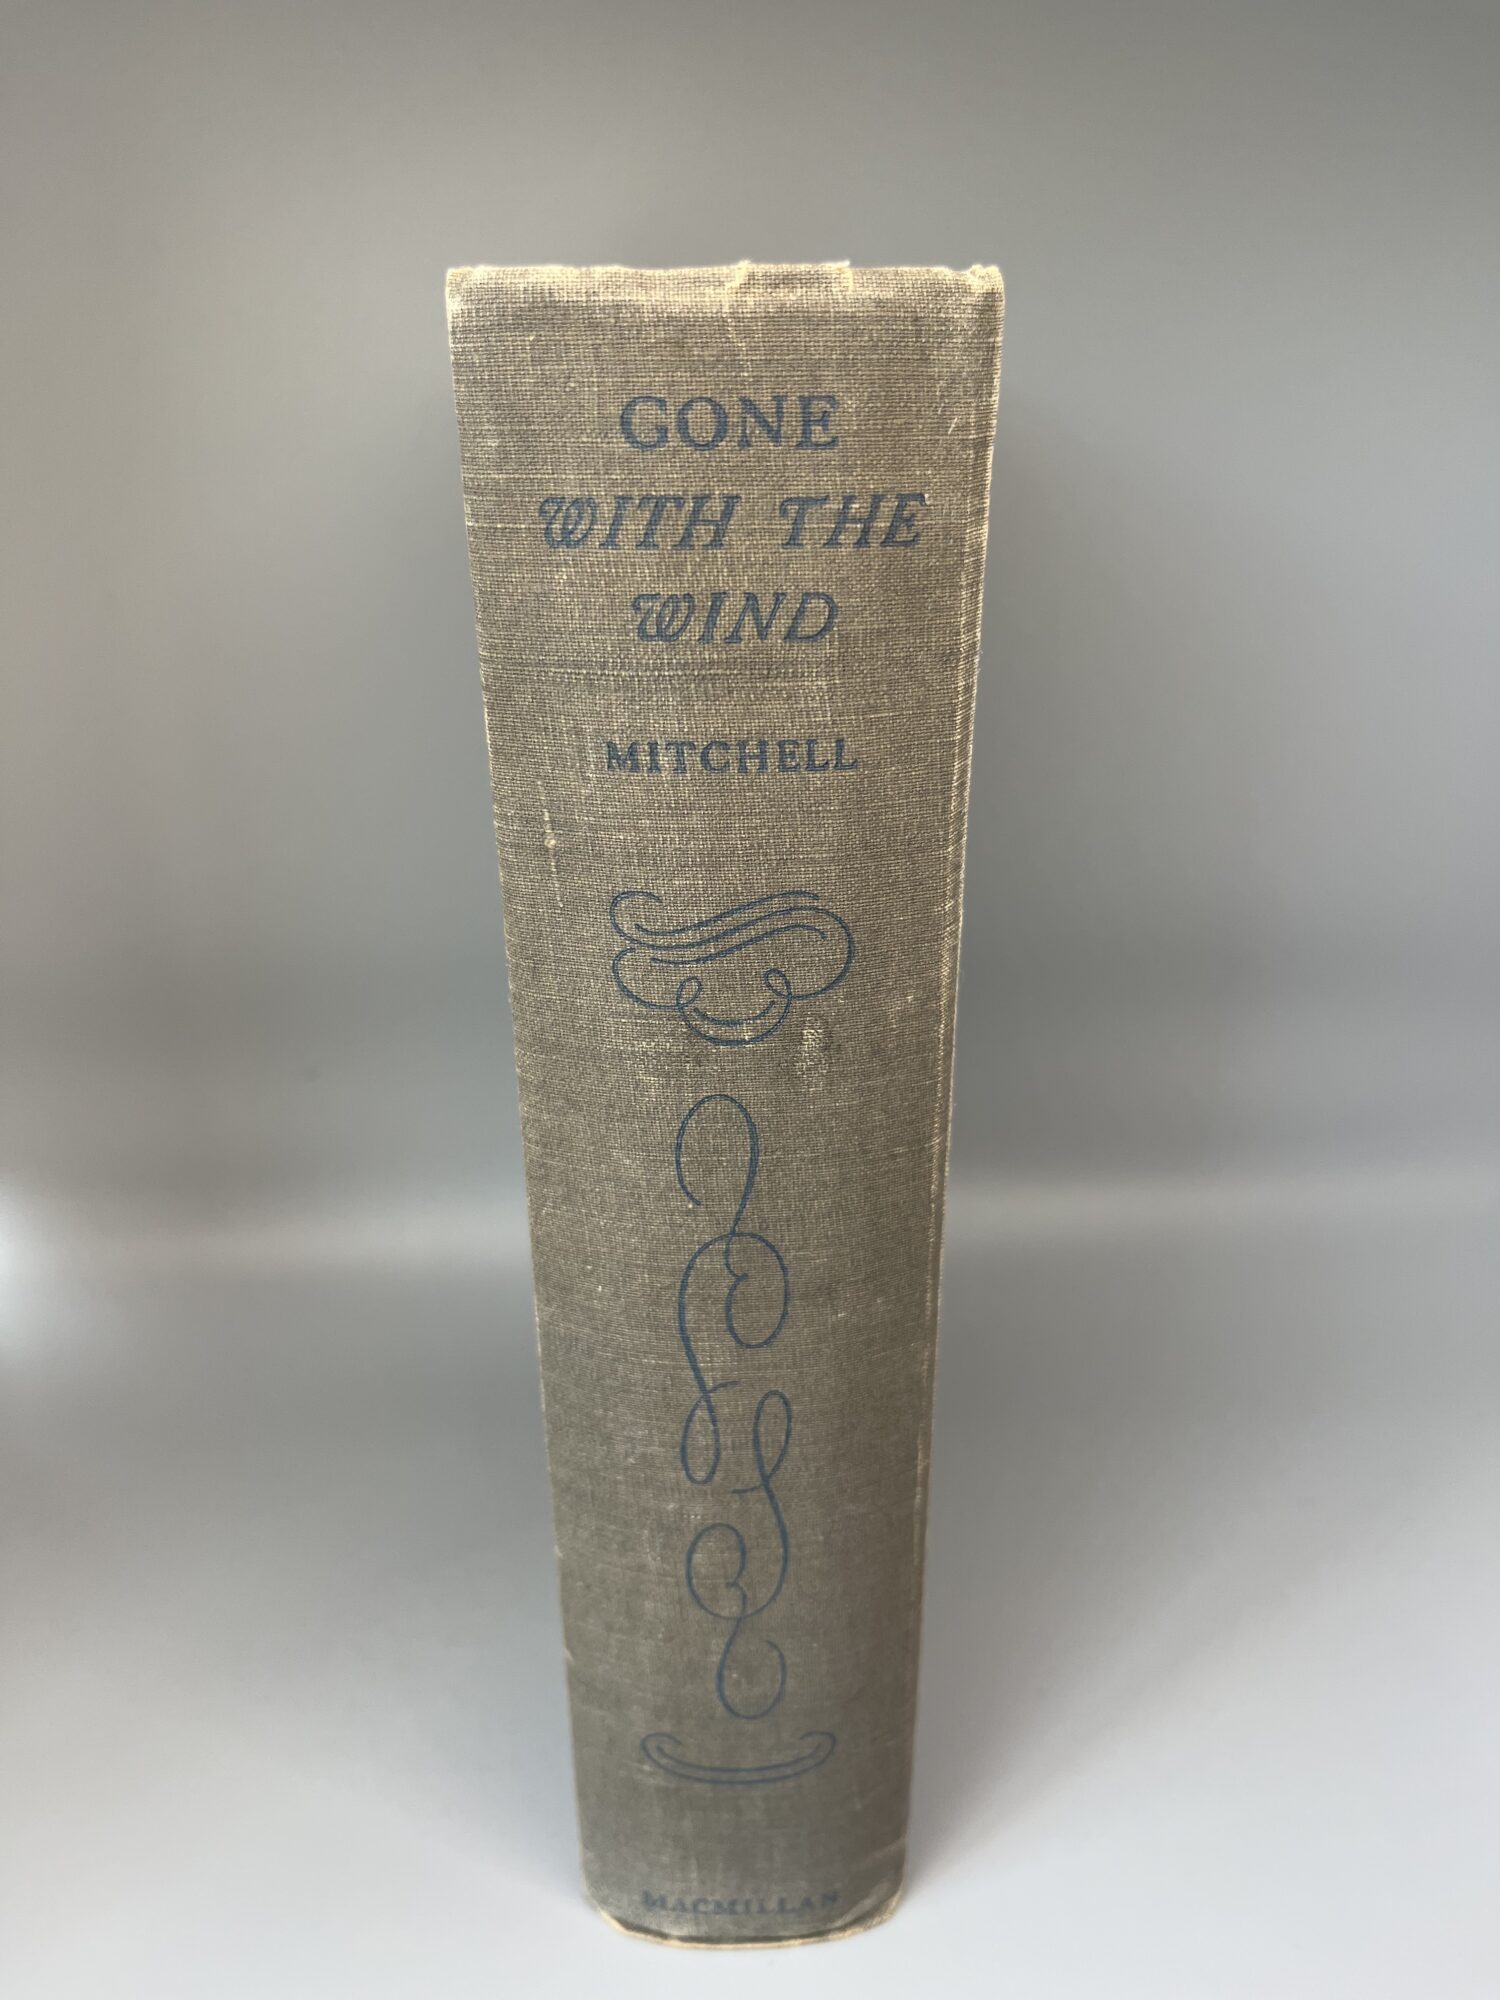 GONE
WITH THE
WIND
MITCHELL
MACMILLAN